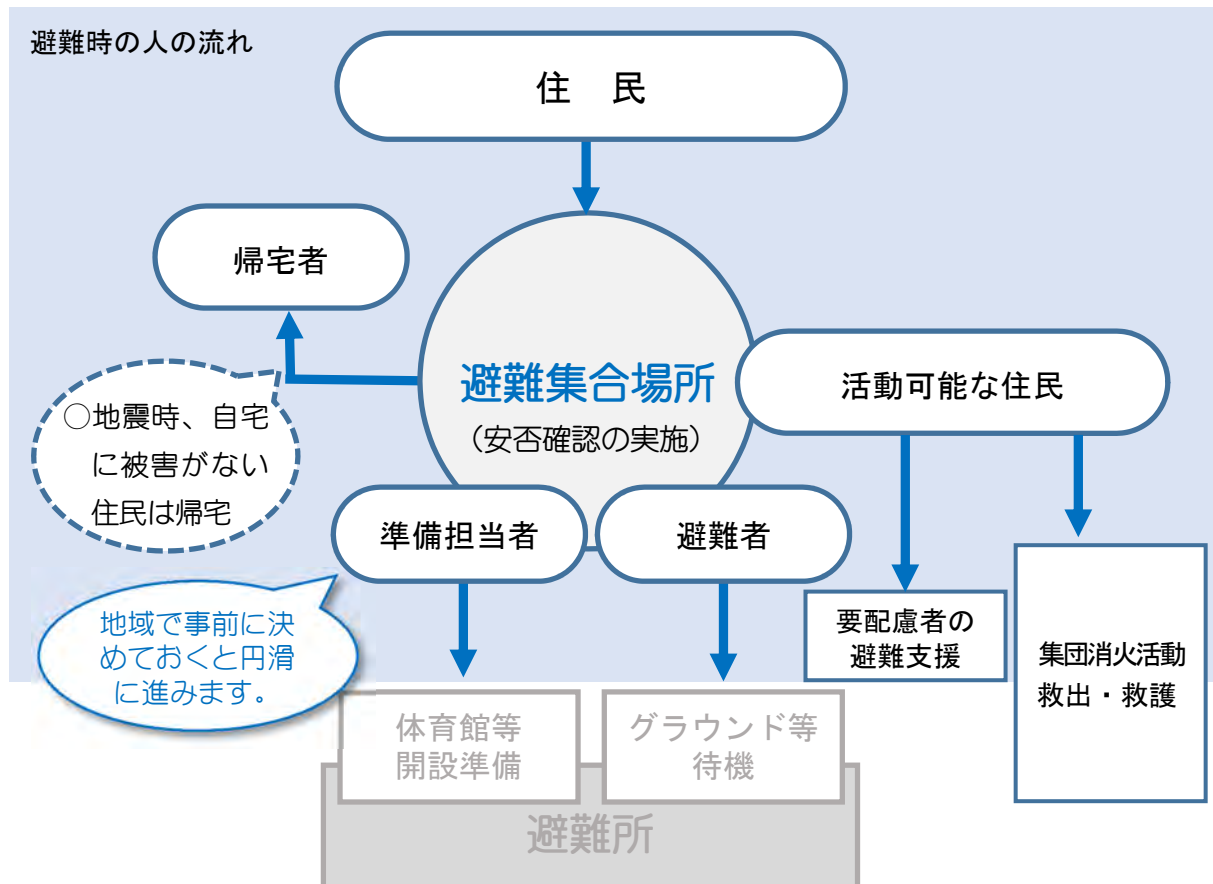 避難時の人の流れ
住　民
帰宅者
避難集合場所
（安否確認の実施）
活動可能な住民
○地震時、自宅
に被害がない
住民は帰宅
準備担当者
避難者
地域で事前に決
めておくと円滑
に進みます。
要配慮者の
避難支援
集団消火活動
救出・救護
体育館等
開設準備
グラウンド等
待機
避難所